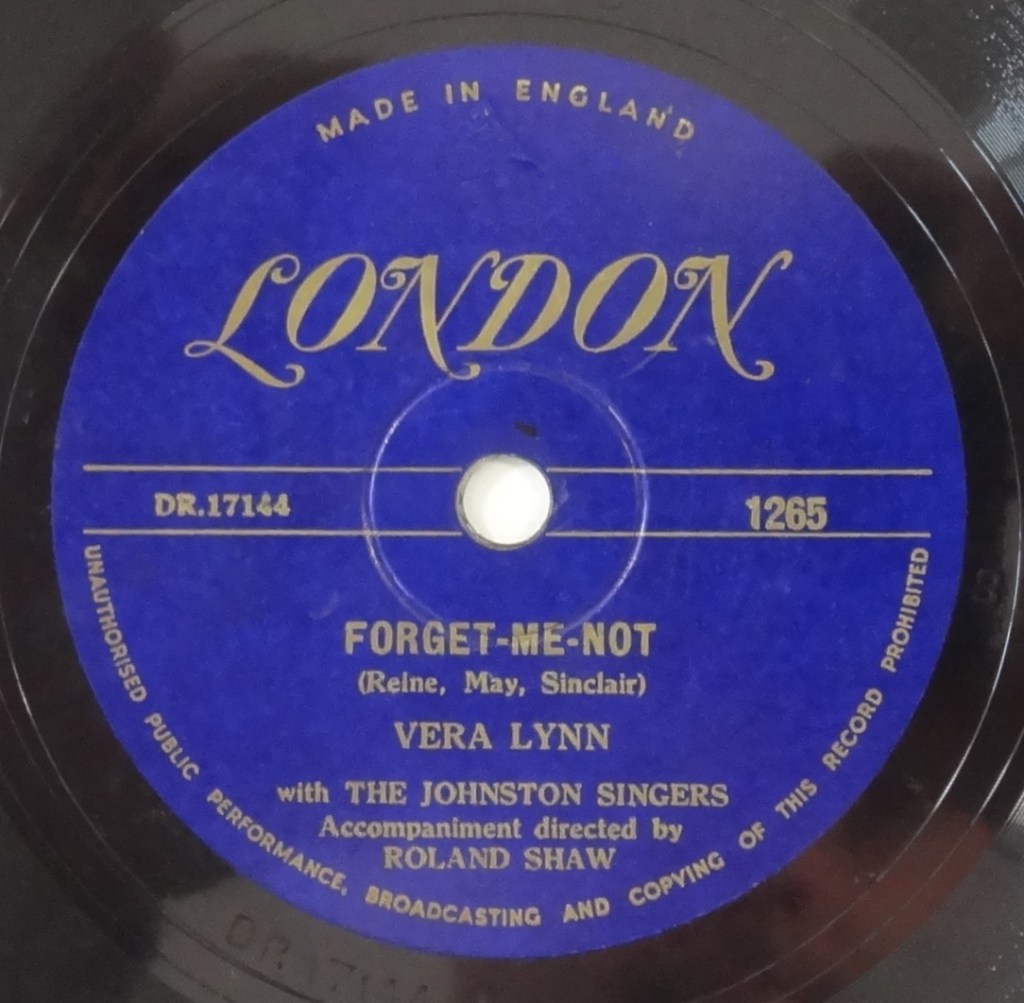 MADE IN ENGLAND
LONDON
DR.17144
1265
FORGET-ME-NOT
(Reine, May, Sinclair)
VERA LYNN
with THE JOHNSTON SINGERS
Accompaniment directed by
ROLAND SHAW
UNAUTHORISED PUBLIC PERFORMANCE, BROADCASTING AND COPYING OF THIS RECORD PROHIBITED